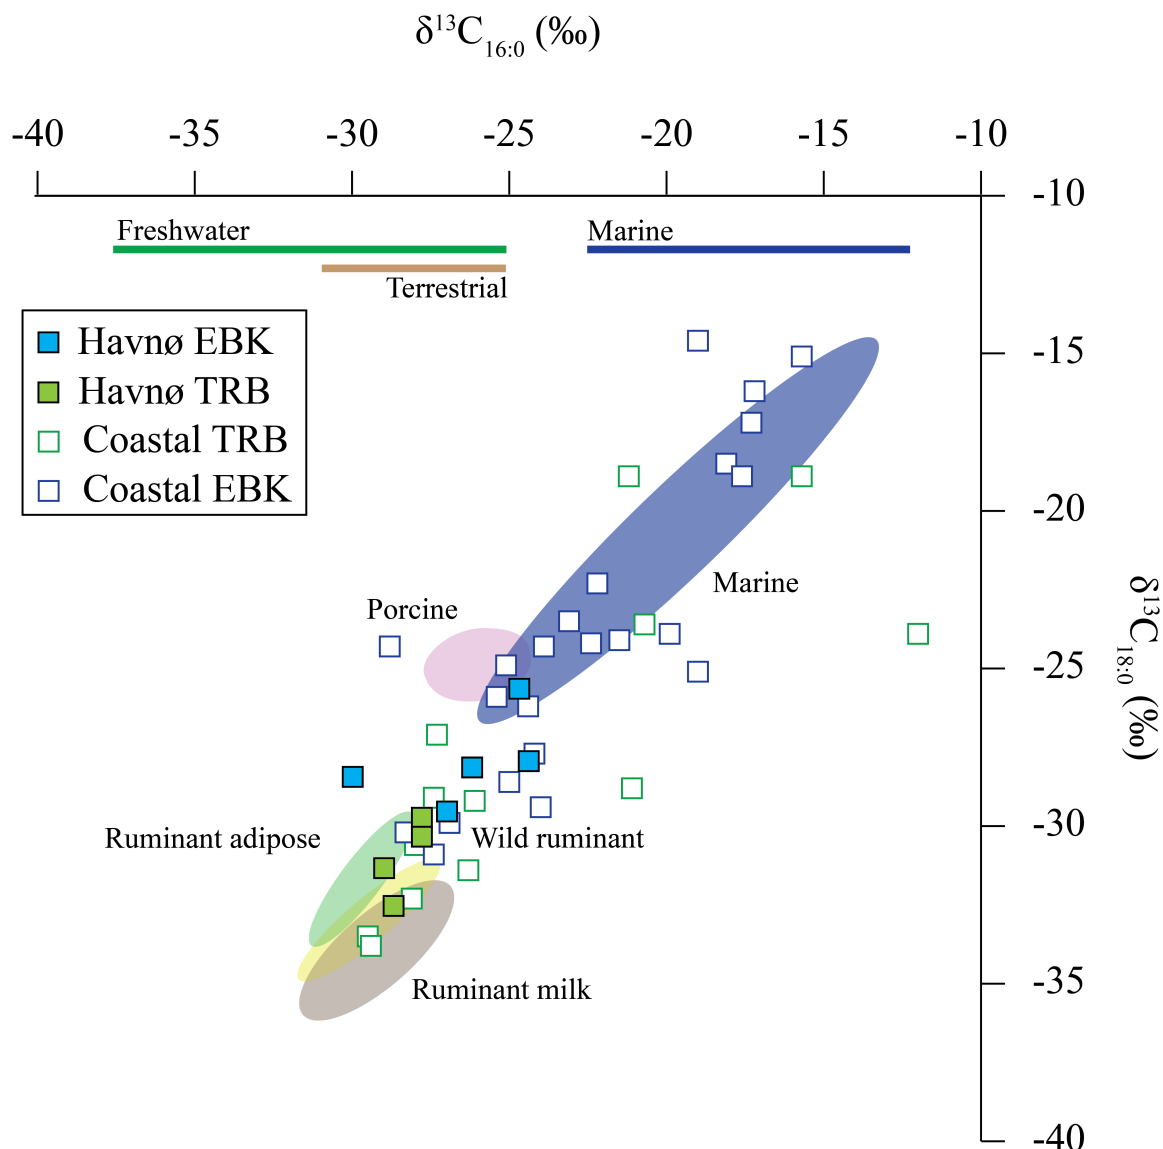 δ¹³C₁₆:₀ (‰)
-40 -35 -30 -25 -20 -15 -10
-10
Freshwater
Marine
Terrestrial
Havnø EBK
Havnø TRB
Coastal TRB
Coastal EBK
-15
-20
Marine
Porcine
δ¹³C₁₈:₀ (‰)
-25
Ruminant adipose
Wild ruminant
-30
Ruminant milk
-35
-40